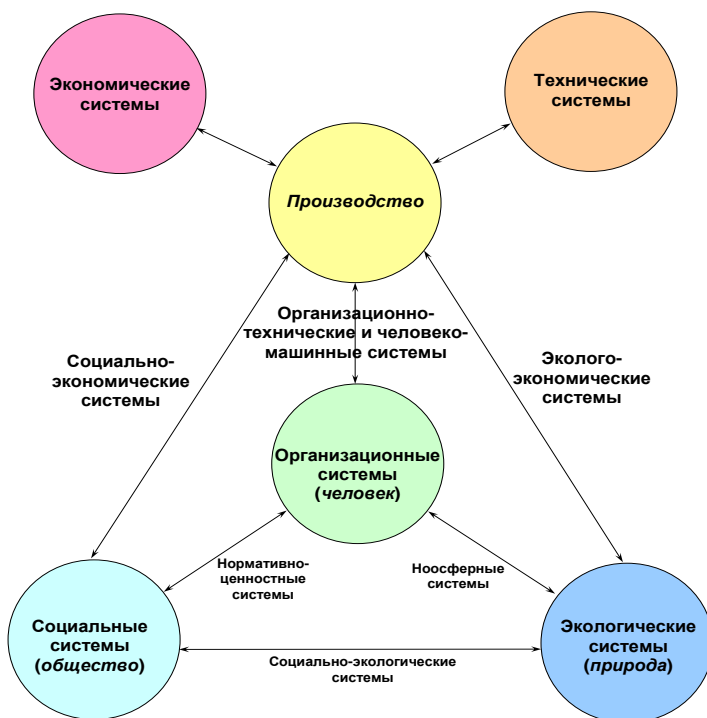 Экономические
системы
Технические
системы
Производство
Организационно-
технические и человеко-
машинные системы
Социально-
экономические
системы
Эколого-
экономические
системы
Организационные
системы
(человек)
Нормативно-
ценностные
системы
Ноосферные
системы
Социальные
системы
(общество)
Экологические
системы
(природа)
Социально-экологические
системы